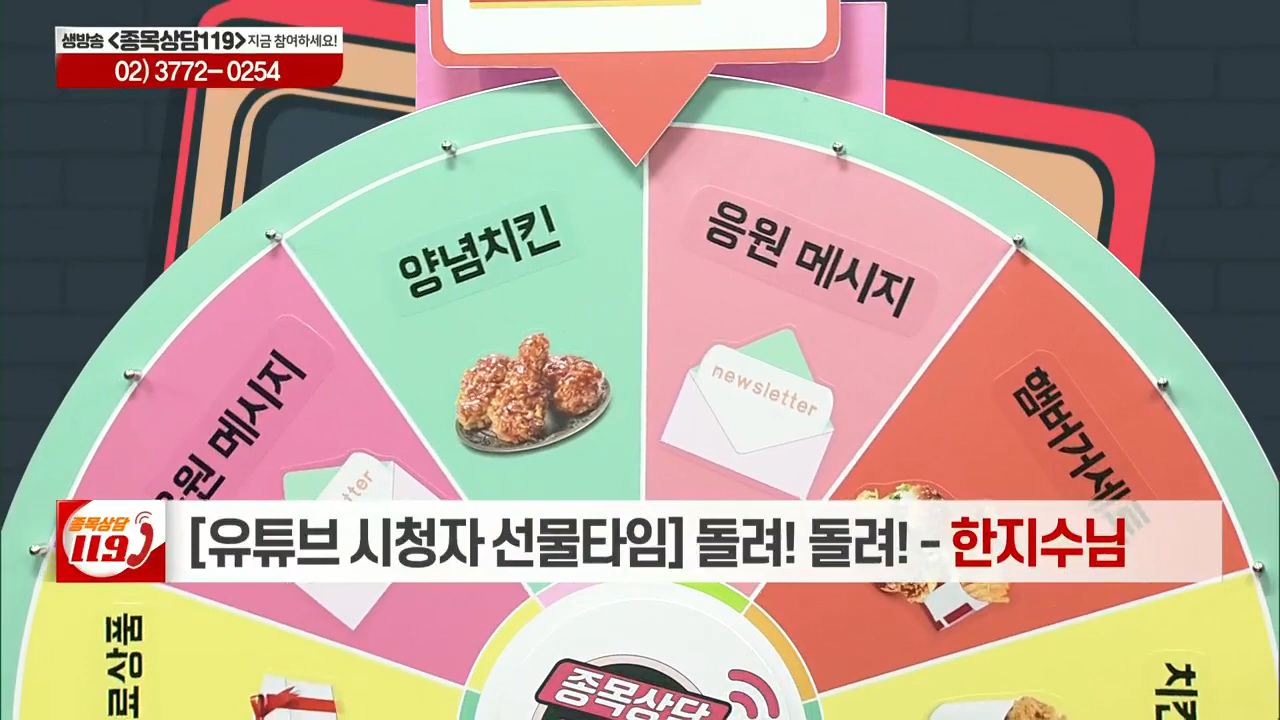 생방송 <종목상담119> 지금 참여하세요!
02) 3772-0254
양념치킨
응원 메시지
newsletter
원 메시지
햄버거세트
종목상담
119
[유튜브 시청자 선물타임] 돌려! 돌려! - 한지수님
종목상담
치킨